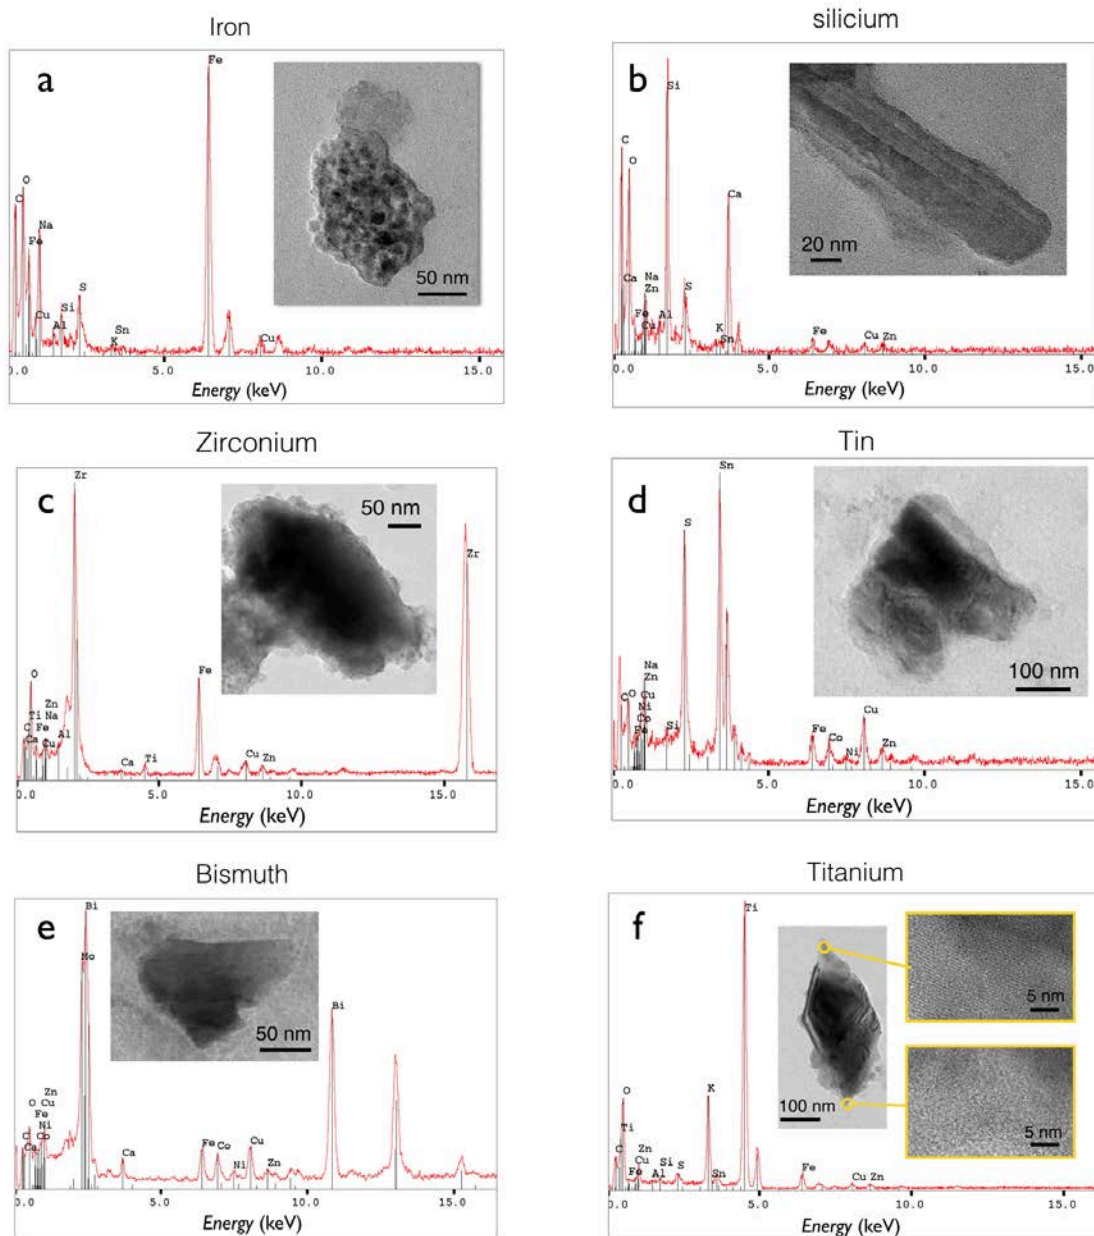 Iron
a
Fe
O
C
Na
Fe
Cu
Al
Si
S
Sn
K
Cu
50 nm
0.0 5.0 10.0 15.0
Energy (keV)
silicium
b
Si
C
O
Ca
Ca
Na
Zn
Fe
Cu
Al
S
K
Sn
Fe
Cu
Zn
20 nm
5.0 10.0 15.0
Energy (keV)
Zirconium
c
Zr
O
Ti
Zn
Na
C
Fe
Ca
Cu
Al
Ca
Ti
Fe
Cu
Zn
Zr
50 nm
0.0 5.0 10.0 15.0
Energy (keV)
Tin
d
Sn
S
Na
Zn
C
O
Cu
Ni
Co
Fe
Si
Fe
Co
Ni
Cu
Zn
100 nm
0.0 5.0 10.0 15.0
Energy (keV)
Bismuth
e
Bi
Mo
Zn
O
Cu
Fe
Ni
C
Co
Ca
Ca
Fe
Co
Ni
Cu
Zn
Bi
50 nm
0.0 5.0 10.0 15.0
Energy (keV)
Titanium
f
Ti
O
Ti
C
Zn
Cu
Fe
Al
Si
S
K
Sn
Fe
Cu
Zn
100 nm
5 nm
5 nm
0.0 5.0 10.0 15.0
Energy (keV)